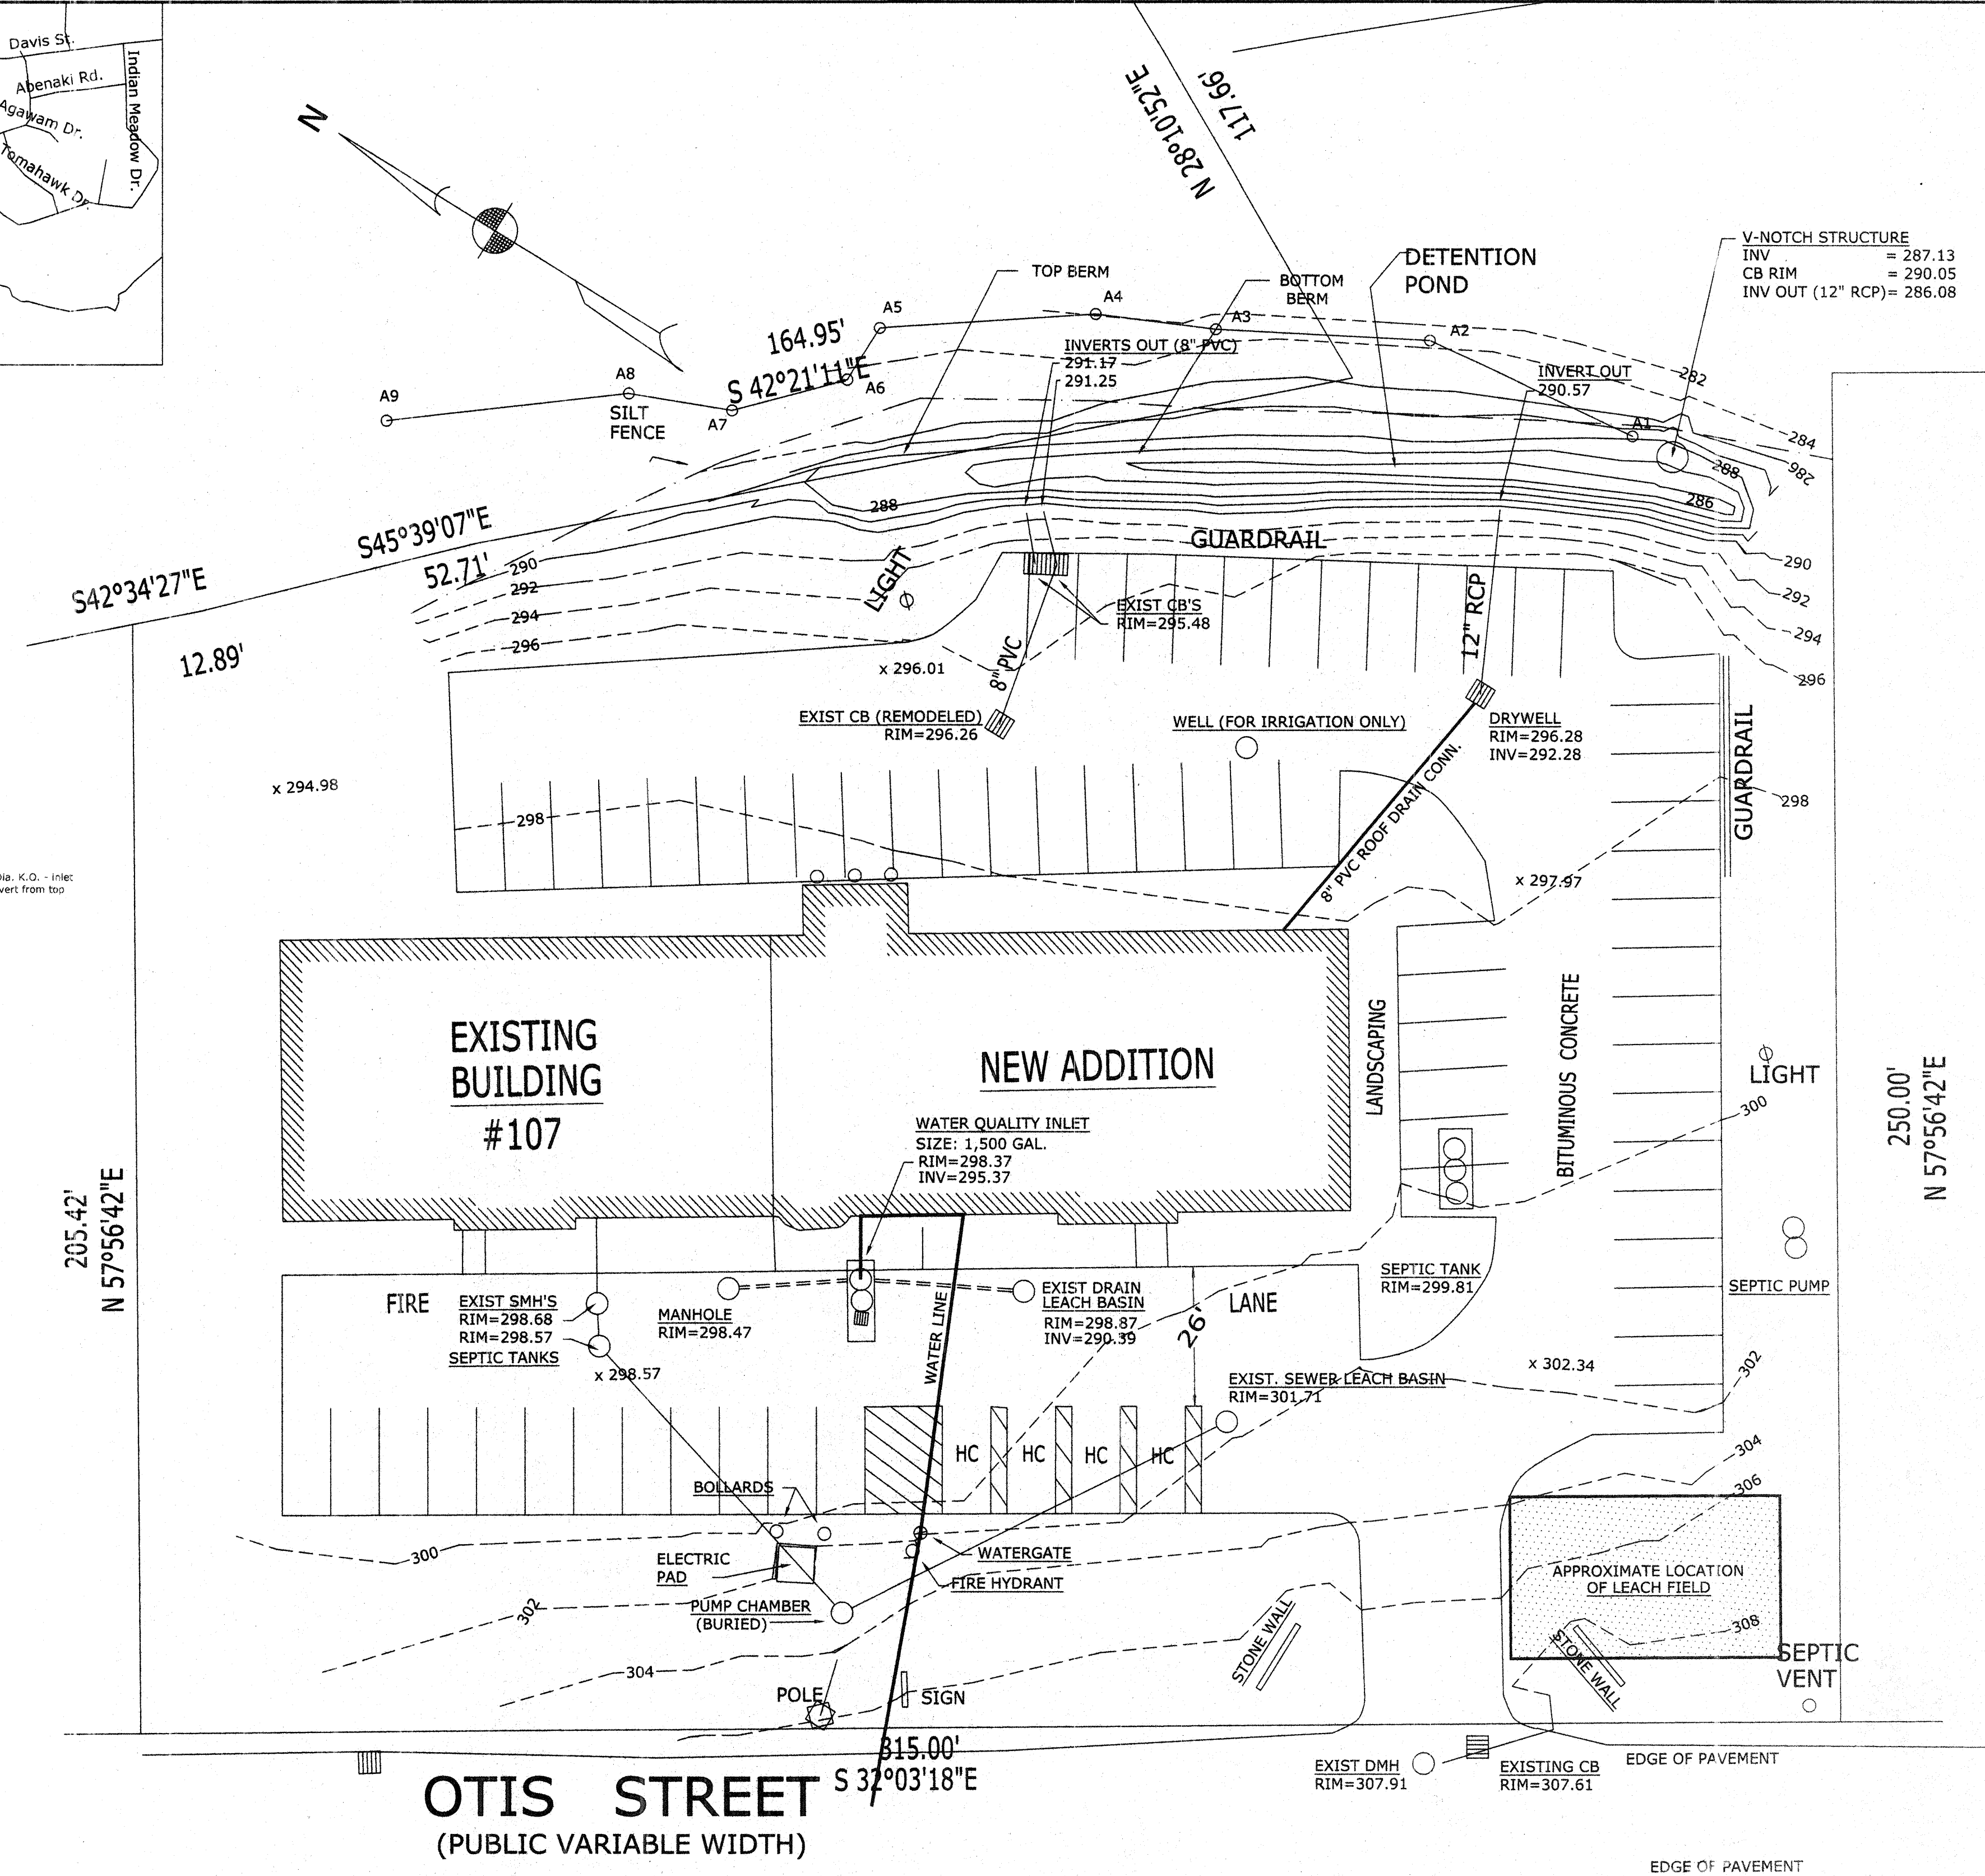 Davis St.
Abenaki Rd.
Agawam Dr.
Tomahawk Dr.
Indian Meadow Dr.
N
N 28°10'52"E
117.66'
V-NOTCH STRUCTURE
INV = 287.13
CB RIM = 290.05
INV OUT (12" RCP)= 286.08
TOP BERM
BOTTOM
BERM
DETENTION
POND
A5
A4
A3
A2
164.95'
S 42°21'11"E
INVERTS OUT (8" PVC)
291.17
291.25
INVERT OUT
290.57
282
A9
A8
A7
A6
A1
SILT
FENCE
284
286
288
288
286
S45°39'07"E
52.71'
S42°34'27"E
12.89'
290
292
294
296
LIGHT
GUARDRAIL
290
292
294
296
EXIST CB'S
RIM=295.48
8" PVC
12" RCP
x 296.01
EXIST CB (REMODELED)
RIM=296.26
WELL (FOR IRRIGATION ONLY)
DRYWELL
RIM=296.28
INV=292.28
GUARDRAIL
x 294.98
298
298
8" PVC ROOF DRAIN CONN.
x 297.97
Dia. K.O. - inlet
vert from top
EXISTING
BUILDING
#107
NEW ADDITION
LANDSCAPING
BITUMINOUS CONCRETE
LIGHT
300
250.00'
N 57°56'42"E
WATER QUALITY INLET
SIZE: 1,500 GAL.
RIM=298.37
INV=295.37
205.42'
N 57°56'42"E
FIRE
EXIST SMH'S
RIM=298.68
RIM=298.57
SEPTIC TANKS
MANHOLE
RIM=298.47
WATER LINE
EXIST DRAIN
LEACH BASIN
RIM=298.87
INV=290.39
26'
LANE
SEPTIC TANK
RIM=299.81
SEPTIC PUMP
x 298.57
x 302.34
302
EXIST. SEWER LEACH BASIN
RIM=301.71
HC
HC
HC
HC
304
306
BOLLARDS
300
ELECTRIC
PAD
WATERGATE
FIRE HYDRANT
302
PUMP CHAMBER
(BURIED)
APPROXIMATE LOCATION
OF LEACH FIELD
308
STONE WALL
STONE WALL
SEPTIC
VENT
304
POLE
SIGN
315.00'
S 32°03'18"E
OTIS STREET
(PUBLIC VARIABLE WIDTH)
EXIST DMH
RIM=307.91
EXISTING CB
RIM=307.61
EDGE OF PAVEMENT
EDGE OF PAVEMENT